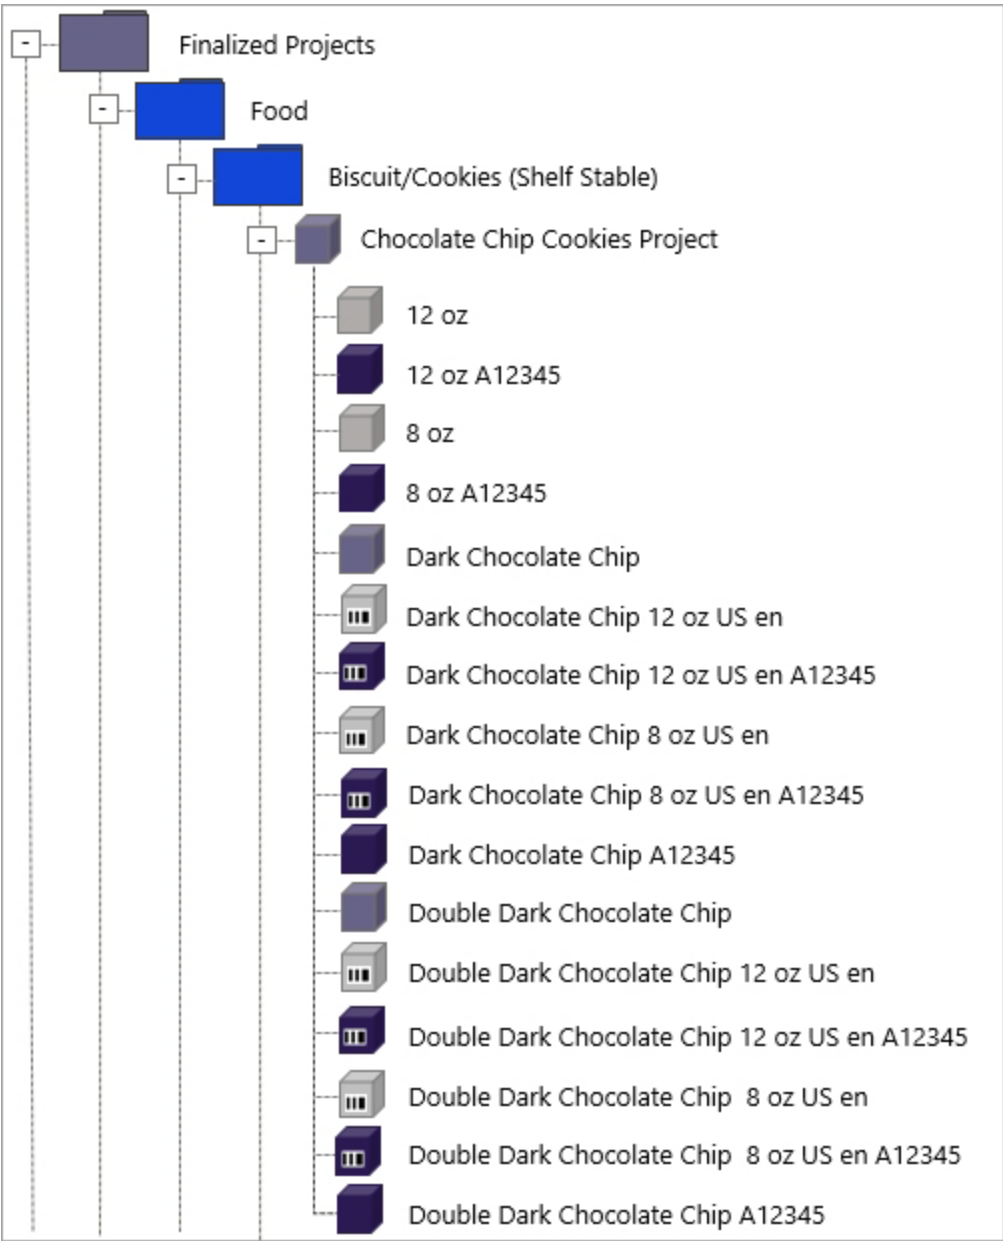 Finalized Projects
Food
Biscuit/Cookies (Shelf Stable)
Chocolate Chip Cookies Project
12 oz
12 oz A12345
8 oz
8 oz A12345
Dark Chocolate Chip
Dark Chocolate Chip 12 oz US en
Dark Chocolate Chip 12 oz US en A12345
Dark Chocolate Chip 8 oz US en
Dark Chocolate Chip 8 oz US en A12345
Dark Chocolate Chip A12345
Double Dark Chocolate Chip
Double Dark Chocolate Chip 12 oz US en
Double Dark Chocolate Chip 12 oz US en A12345
Double Dark Chocolate Chip  8 oz US en
Double Dark Chocolate Chip  8 oz US en A12345
Double Dark Chocolate Chip A12345